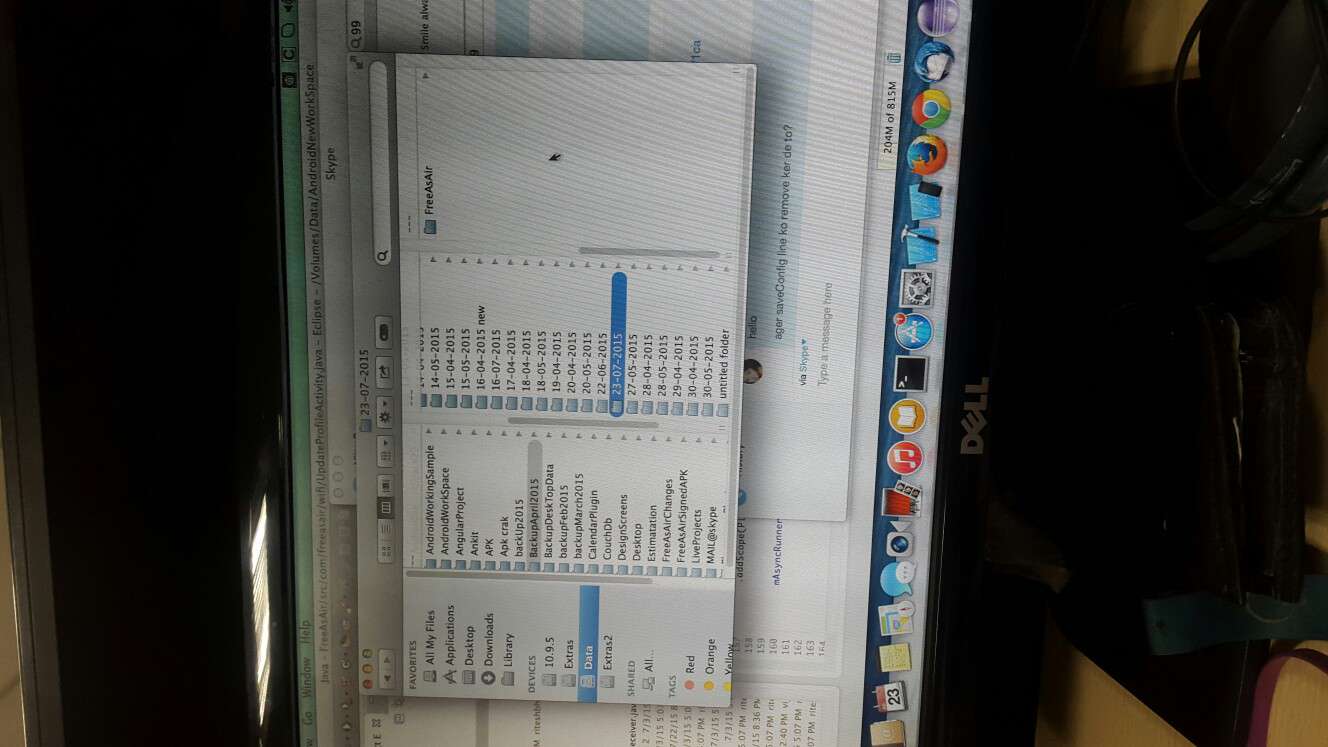 Go Window Help
Java - FreeAsAir/src/com/freeasair/wifi/UpdateProfileActivity.java - Eclipse - /Volumes/Data/AndroidNewWorkSpace
Skype
99
Smile
23-07-2015
FAVORITES
All My Files
Applications
Desktop
Downloads
Library
DEVICES
10.9.5
Extras
Data
Extras2
SHARED
All...
TAGS
Red
Orange
Yellow
AndroidWorkingSample
AndroidWorkSpace
AngularProject
Ankit
APK
Apk crak
backUp2015
BackupApril2015
BackupDeskTopData
backupFeb2015
backupMarch2015
CalendarPlugin
CouchDb
DesignScreens
Desktop
Estimatation
FreeAsAirChanges
FreeAsAirSignedAPK
LiveProjects
MAIL@skype
14-05-2015
15-04-2015
15-05-2015
16-04-2015 new
16-07-2015
17-04-2015
18-04-2015
18-05-2015
19-04-2015
20-04-2015
20-05-2015
22-06-2015
23-07-2015
27-05-2015
28-04-2015
28-05-2015
29-04-2015
30-04-2015
30-05-2015
untitled folder
FreeAsAir
hello
ager saveConfig line ko remove ker de to?
via Skype
Type a message here
mAsyncRunner
158
159
160
161
162
163
164
204M of 815M
23
DELL